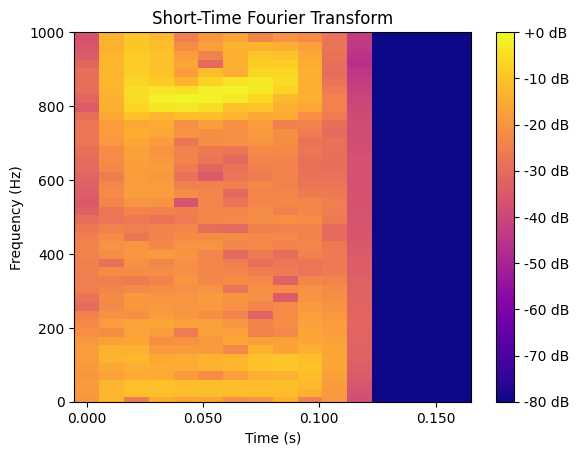 Short-Time Fourier Transform
1000
800
600
400
200
0
Frequency (Hz)
0.000
0.050
0.100
0.150
Time (s)
+0 dB
-10 dB
-20 dB
-30 dB
-40 dB
-50 dB
-60 dB
-70 dB
-80 dB